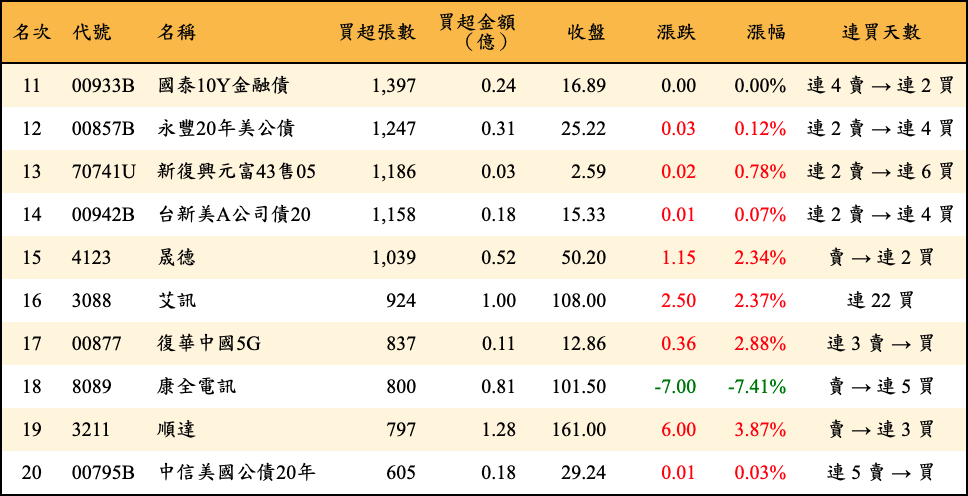 名次 代號 名稱 買超張數 買超金額（億） 收盤 漲跌 漲幅 連買天數
11 00933B 國泰10Y金融債 1,397 0.24 16.89 0.00 0.00% 連 4 賣 → 連 2 買
12 00857B 永豐20年美公債 1,247 0.31 25.22 0.03 0.12% 連 2 賣 → 連 4 買
13 70741U 新復興元富43售05 1,186 0.03 2.59 0.02 0.78% 連 2 賣 → 連 6 買
14 00942B 台新美A公司債20 1,158 0.18 15.33 0.01 0.07% 連 2 賣 → 連 4 買
15 4123 晟德 1,039 0.52 50.20 1.15 2.34% 賣 → 連 2 買
16 3088 艾訊 924 1.00 108.00 2.50 2.37% 連 22 買
17 00877 復華中國5G 837 0.11 12.86 0.36 2.88% 連 3 賣 → 買
18 8089 康全電訊 800 0.81 101.50 -7.00 -7.41% 賣 → 連 5 買
19 3211 順達 797 1.28 161.00 6.00 3.87% 賣 → 連 3 買
20 00795B 中信美國公債20年 605 0.18 29.24 0.01 0.03% 連 5 賣 → 買